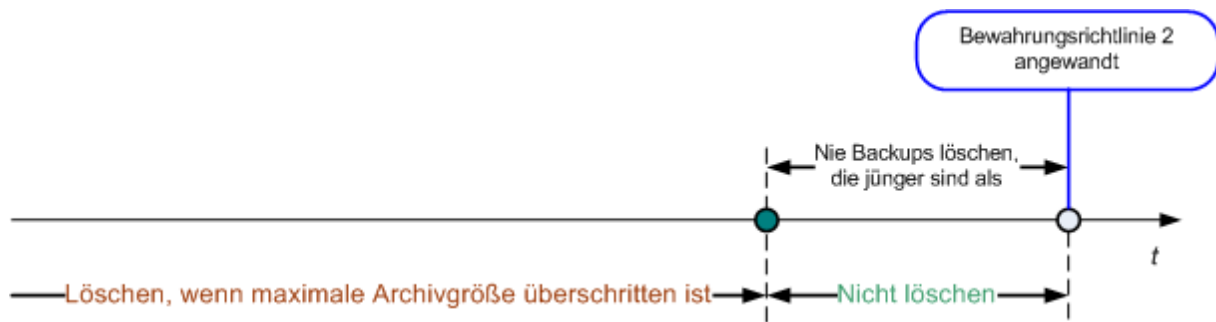 Bewahrungsrichtlinie 2
angewandt
Nie Backups löschen,
die jünger sind als
t
Löschen, wenn maximale Archivgröße überschritten ist
Nicht löschen